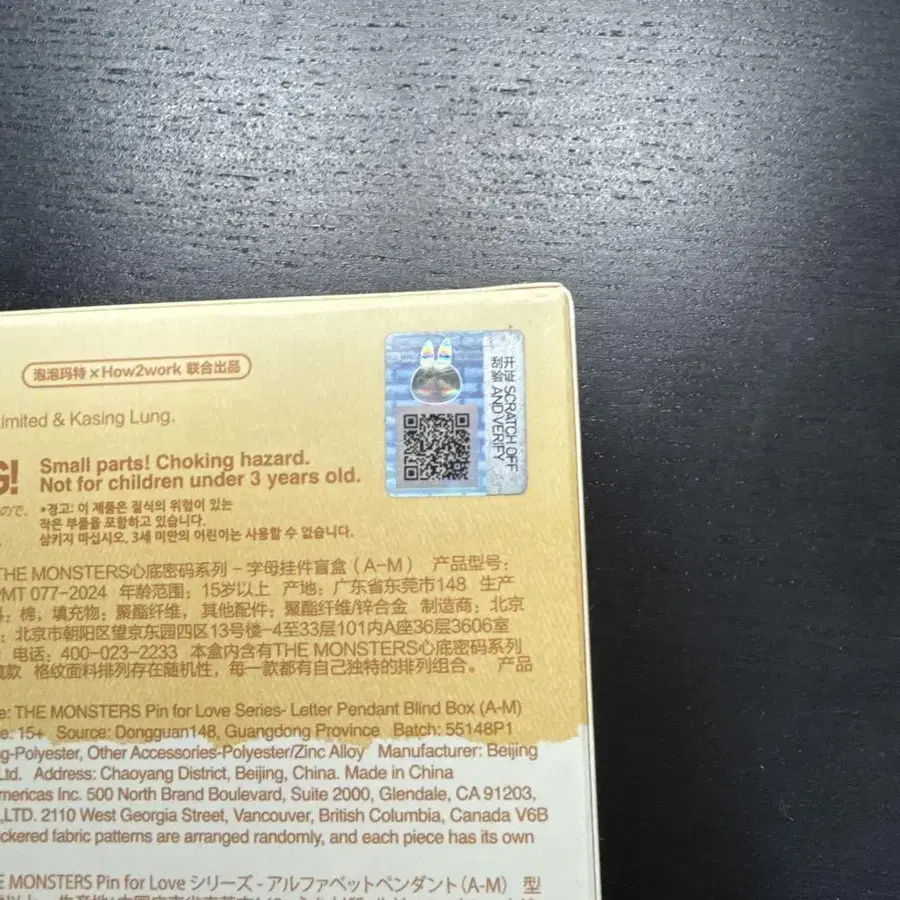 泡泡玛特 x How2work 联合出品
imited & Kasing Lung.
G!
Small parts! Choking hazard.
Not for children under 3 years old.
ので.
*경고: 이 제품은 질식의 위험이 있는
작은 부품을 포함하고 있습니다.
삼키지 마십시오, 3세 미만의 어린이는 사용할 수 없습니다.
开 证 SCRATCH OFF
刮 验 AND VERIFY
THE MONSTERS心底密码系列 - 字母挂件盲盒（A-M） 产品型号:
PMT 077-2024 年龄范围: 15岁以上 产地: 广东省东莞市148 生产
: 棉, 填充物: 聚酯纤维, 其他配件: 聚酯纤维/锌合金 制造商: 北京
: 北京市朝阳区望京东园四区13号楼-4至33层101内A座36层3606室
电话: 400-023-2233 本盒内含有THE MONSTERS心底密码系列
款 格纹面料排列存在随机性, 每一款都有自己独特的排列组合。 产品
e: THE MONSTERS Pin for Love Series- Letter Pendant Blind Box (A-M)
e: 15+ Source: Dongguan148, Guangdong Province Batch: 55148P1
g-Polyester, Other Accessories-Polyester/Zinc Alloy Manufacturer: Beijing
Ltd. Address: Chaoyang District, Beijing, China. Made in China
mericas Inc. 500 North Brand Boulevard, Suite 2000, Glendale, CA 91203,
,LTD. 2110 West Georgia Street, Vancouver, British Columbia, Canada V6B
ckered fabric patterns are arranged randomly, and each piece has its own
E MONSTERS Pin for Love シリーズ - アルファベットペンダント (A-M) 型